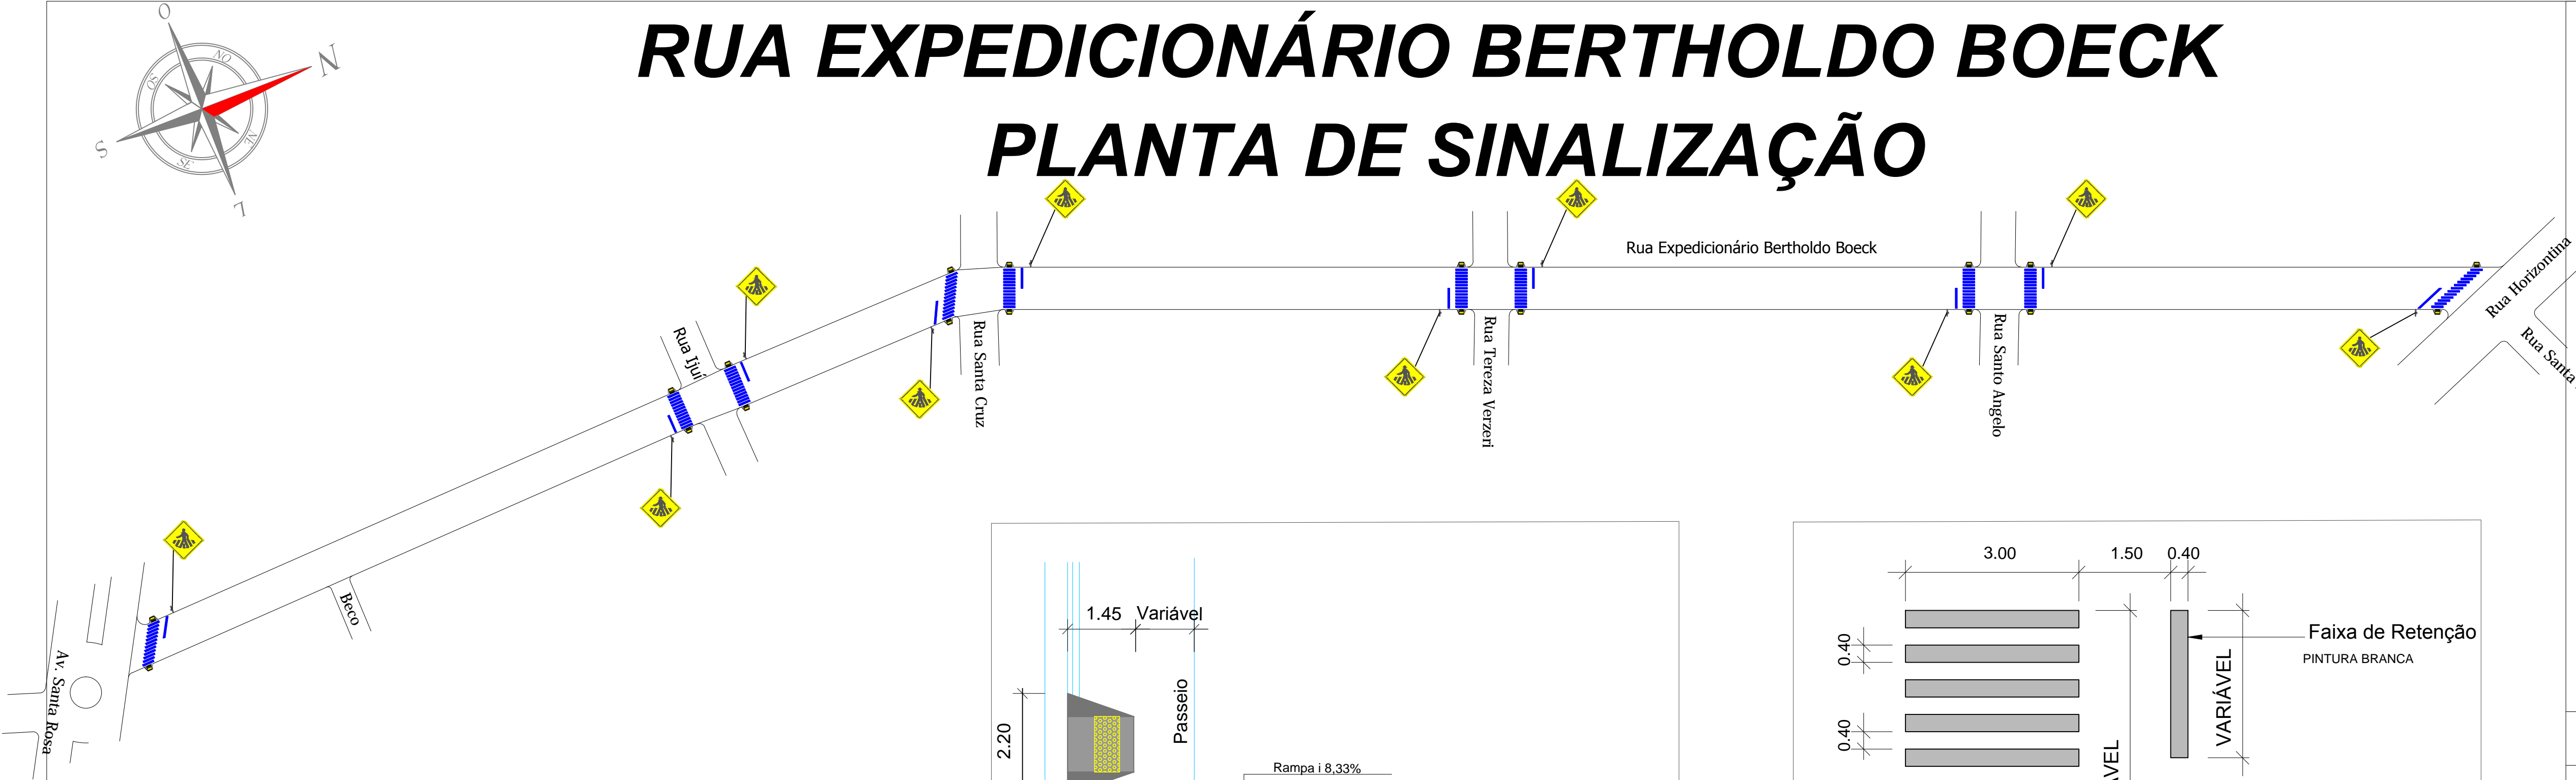 RUA EXPEDICIONÁRIO BERTHOLDO BOECK
PLANTA DE SINALIZAÇÃO
O
NO
N
SO
NE
S
SE
L
Rua Expedicionário Bertholdo Boeck
Rua Horizontina
Rua Santa
Rua Ijuí
Rua Santa Cruz
Rua Tereza Verzeri
Rua Santo Angelo
Beco
Av. Santa Rosa
1.45
Variável
Passeio
2.20
Rampa i 8,33%
3.00
1.50
0.40
0.40
0.40
VARIÁVEL
Faixa de Retenção
PINTURA BRANCA